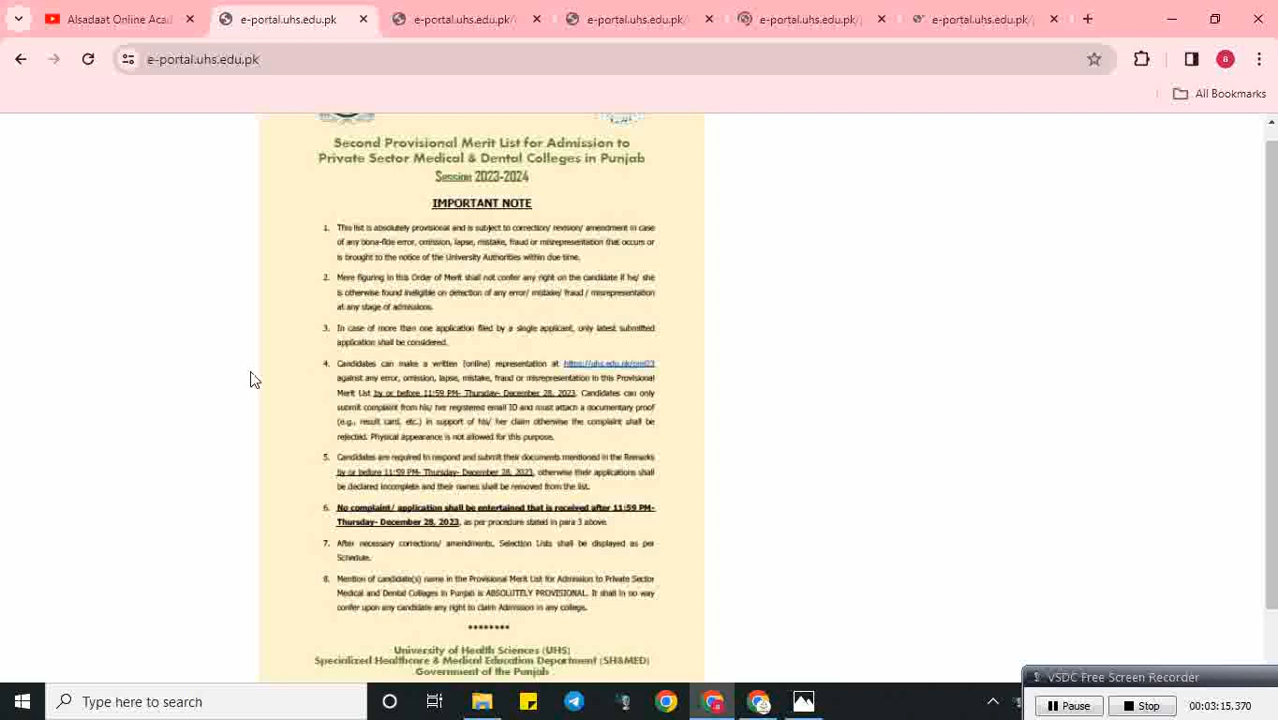 Alsadaat Online Acad
e-portal.uhs.edu.pk
e-portal.uhs.edu.pk/
e-portal.uhs.edu.pk/
e-portal.uhs.edu.pk/
e-portal.uhs.edu.pk/
e-portal.uhs.edu.pk
a
All Bookmarks
Second Provisional Merit List for Admission to
Private Sector Medical & Dental Colleges in Punjab
Session 2023-2024
IMPORTANT NOTE
1. This list is absolutely provisional and is subject to correction/ revision/ amendment in case
of any bona-fide error, omission, lapse, mistake, fraud or misrepresentation that occurs or
is brought to the notice of the University Authorities within due time.
2. Mere figuring in this Order of Merit shall not confer any right on the candidate if he/ she
is otherwise found ineligible on detection of any error/ mistake/ fraud / misrepresentation
at any stage of admissions.
3. In case of more than one application filed by a single applicant, only latest submitted
application shall be considered.
4. Candidates can make a written (online) representation at https://uhs.edu.pk/pml23
against any error, omission, lapse, mistake, fraud or misrepresentation in this Provisional
Merit List by or before 11:59 PM- Thursday- December 28, 2023. Candidates can only
submit complaint from his/ her registered email ID and must attach a documentary proof
(e.g., result card, etc.) in support of his/ her claim otherwise the complaint shall be
rejected. Physical appearance is not allowed for this purpose.
5. Candidates are required to respond and submit their documents mentioned in the Remarks
by or before 11:59 PM- Thursday- December 28, 2023, otherwise their applications shall
be declared incomplete and their names shall be removed from the list.
6. No complaint/ application shall be entertained that is received after 11:59 PM-
Thursday- December 28, 2023, as per procedure stated in para 3 above.
7. After necessary corrections/ amendments, Selection Lists shall be displayed as per
Schedule.
8. Mention of candidate(s) name in the Provisional Merit List for Admission to Private Sector
Medical and Dental Colleges in Punjab is ABSOLUTELY PROVISIONAL. It shall in no way
confer upon any candidate any right to claim Admission in any college.
********
University of Health Sciences (UHS)
Specialized Healthcare & Medical Education Department (SH&MED)
Government of the Punjab
VSDC Free Screen Recorder
Type here to search
Pause
Stop
00:03:15.370